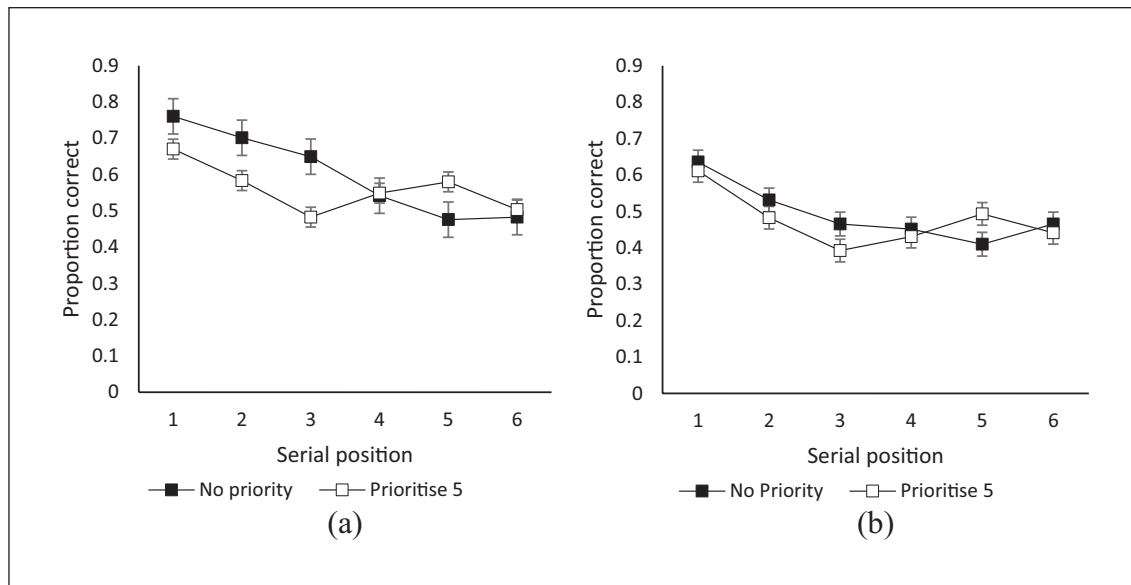 0.9
0.8
0.7
0.6
0.5
0.4
0.3
0.2
0.1
0
Proportion correct
1 2 3 4 5 6
Serial position
No priority Prioritise 5
(a)
0.9
0.8
0.7
0.6
0.5
0.4
0.3
0.2
0.1
0
Proportion correct
1 2 3 4 5 6
Serial position
No Priority Prioritise 5
(b)